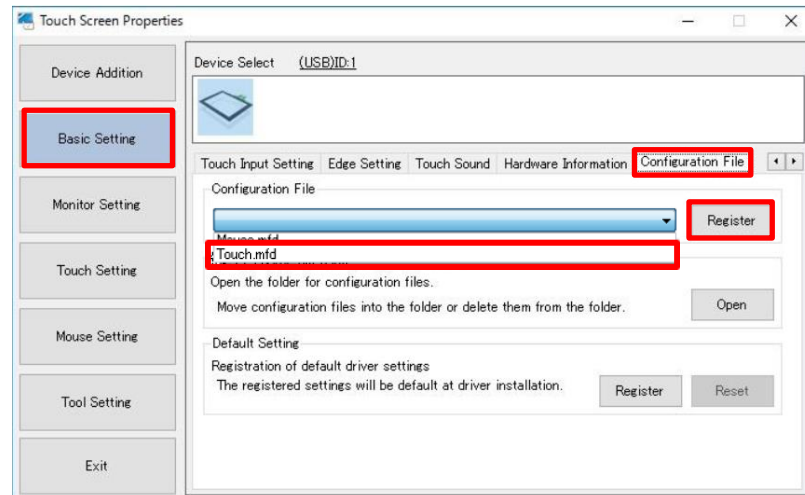 Touch Screen Properties
Device Addition
Basic Setting
Monitor Setting
Touch Setting
Mouse Setting
Tool Setting
Exit
Device Select (USB)ID:1
Touch Input Setting Edge Setting Touch Sound Hardware Information Configuration File
Configuration File
Register
Mouse.mfd
Touch.mfd
Open the folder for configuration files.
Move configuration files into the folder or delete them from the folder.
Open
Default Setting
Registration of default driver settings
The registered settings will be default at driver installation.
Register Reset